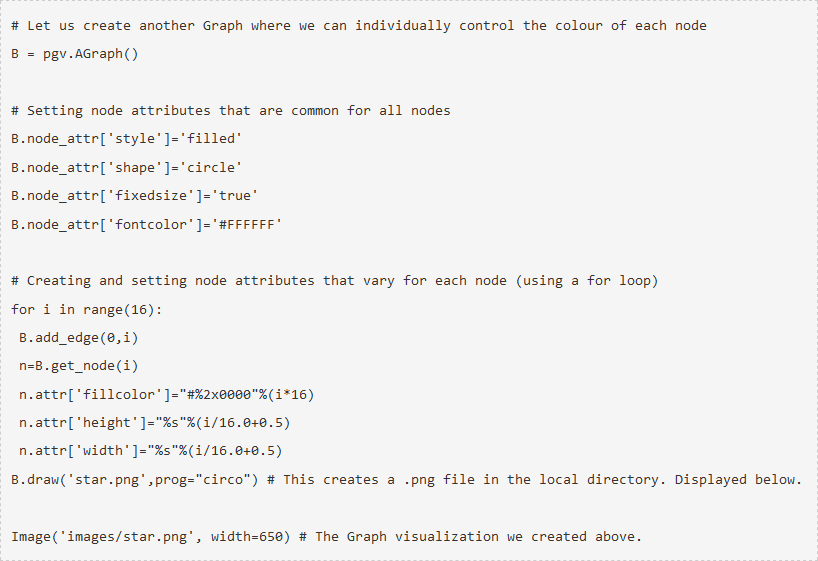 # Let us create another Graph where we can individually control the colour of each node
B = pgv.AGraph()
# Setting node attributes that are common for all nodes
B.node_attr['style']='filled'
B.node_attr['shape']='circle'
B.node_attr['fixedsize']='true'
B.node_attr['fontcolor']='#FFFFFF'
# Creating and setting node attributes that vary for each node (using a for loop)
for i in range(16):
 B.add_edge(0,i)
 n=B.get_node(i)
 n.attr['fillcolor']="#%2x0000"%(i*16)
 n.attr['height']="%s"%(i/16.0+0.5)
 n.attr['width']="%s"%(i/16.0+0.5)
B.draw('star.png',prog="circo") # This creates a .png file in the local directory. Displayed below.
Image('images/star.png', width=650) # The Graph visualization we created above.